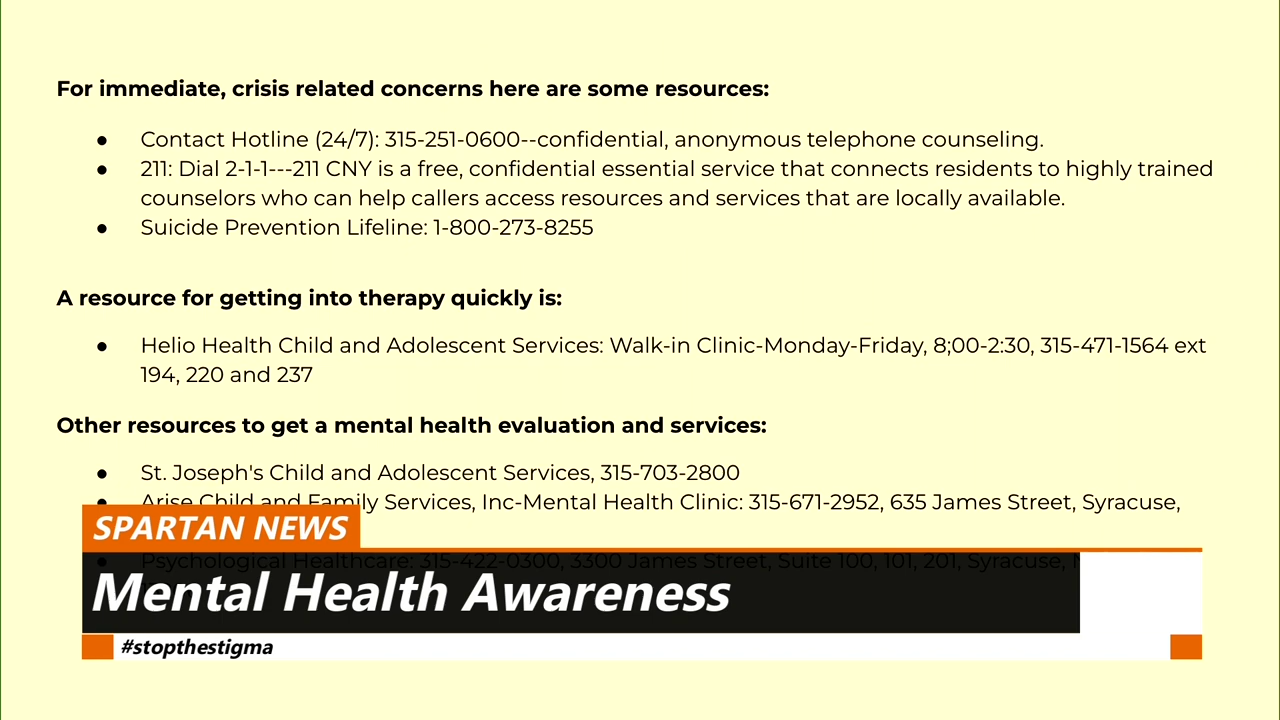 For immediate, crisis related concerns here are some resources:
● Contact Hotline (24/7): 315-251-0600--confidential, anonymous telephone counseling.
● 211: Dial 2-1-1---211 CNY is a free, confidential essential service that connects residents to highly trained
counselors who can help callers access resources and services that are locally available.
● Suicide Prevention Lifeline: 1-800-273-8255
A resource for getting into therapy quickly is:
● Helio Health Child and Adolescent Services: Walk-in Clinic-Monday-Friday, 8;00-2:30, 315-471-1564 ext
194, 220 and 237
Other resources to get a mental health evaluation and services:
● St. Joseph's Child and Adolescent Services, 315-703-2800
● Arise Child and Family Services, Inc-Mental Health Clinic: 315-671-2952, 635 James Street, Syracuse,
SPARTAN NEWS
Psychological Healthcare: 315-422-0300, 3300 James Street, Suite 100, 101, 201, Syracuse,
Mental Health Awareness
#stopthestigma